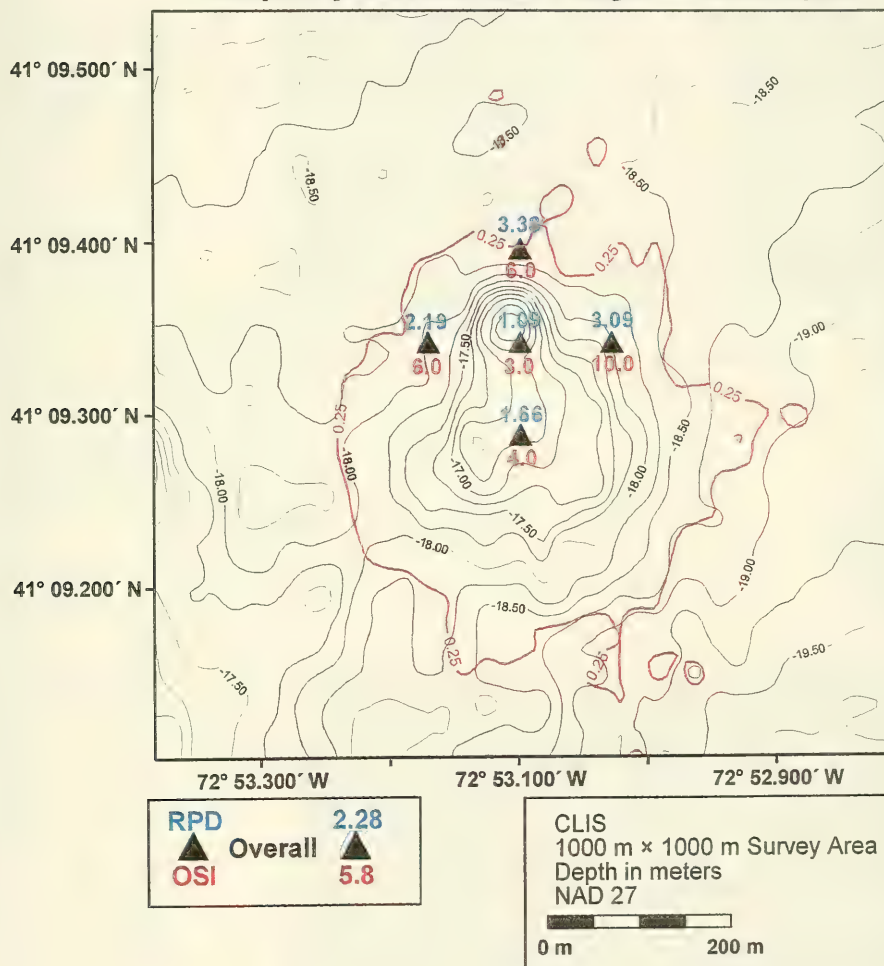 41° 09.500´ N
-18.50
-18.50
-18.50
-18.50
41° 09.400´ N
3.38
0.25
6.0
0.25
2.19
1.09
3.09
-19.00
-17.50
6.0
3.0
10.0
41° 09.300´ N
0.25
0.25
1.66
-18.50
4.0
-18.00
-18.00
-17.00
-18.00
-17.50
-18.00
-19.00
41° 09.200´ N
-18.50
0.25
0.25
-19.50
-17.50
72° 53.300´ W
72° 53.100´ W
72° 52.900´ W
RPD 2.28
Overall
OSI 5.8
CLIS
1000 m × 1000 m Survey Area
Depth in meters
NAD 27
0 m 200 m